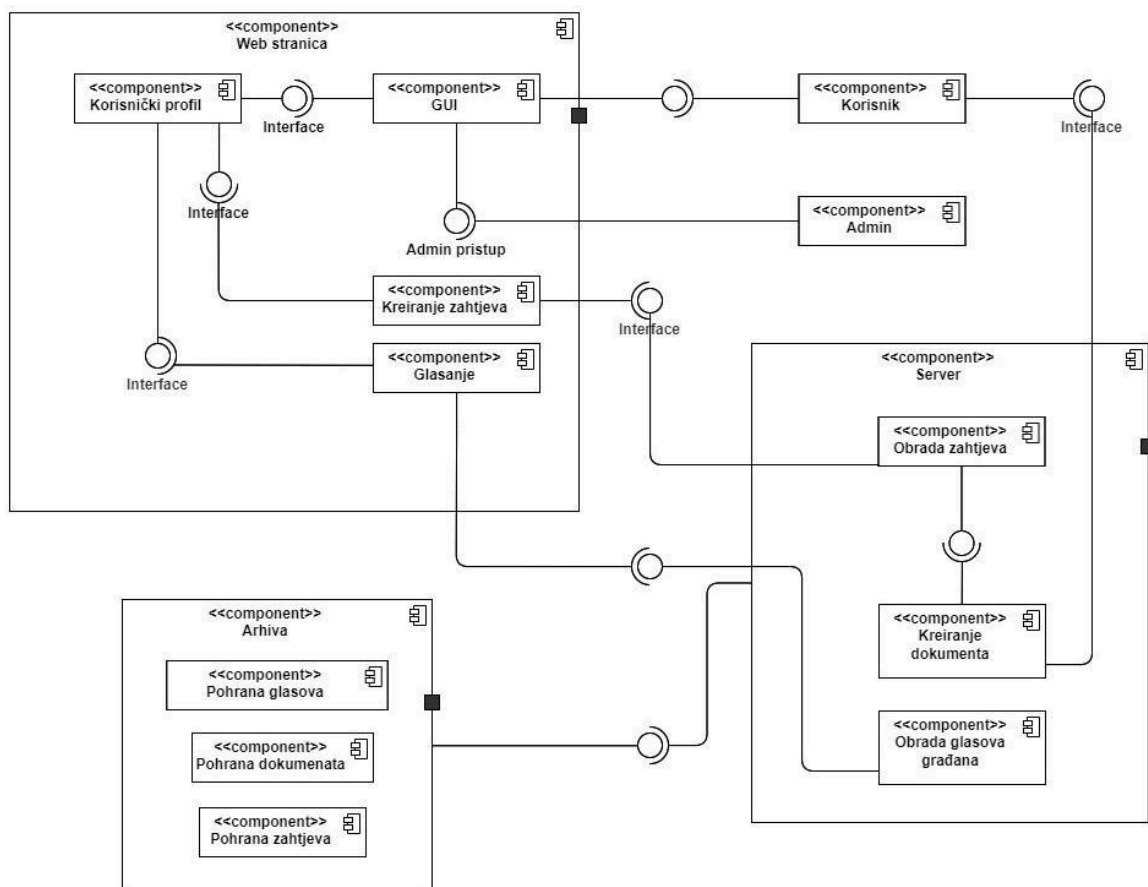 <<component>>
Web stranica
<<component>>
Korisnički profil
Interface
<<component>>
GUI
<<component>>
Korisnik
Interface
Interface
<<component>>
Admin
Admin pristup
<<component>>
Kreiranje zahtjeva
Interface
<<component>>
Glasanje
Interface
<<component>>
Server
<<component>>
Obrada zahtjeva
<<component>>
Kreiranje
dokumenta
<<component>>
Obrada glasova
građana
<<component>>
Arhiva
<<component>>
Pohrana glasova
<<component>>
Pohrana dokumenata
<<component>>
Pohrana zahtjeva